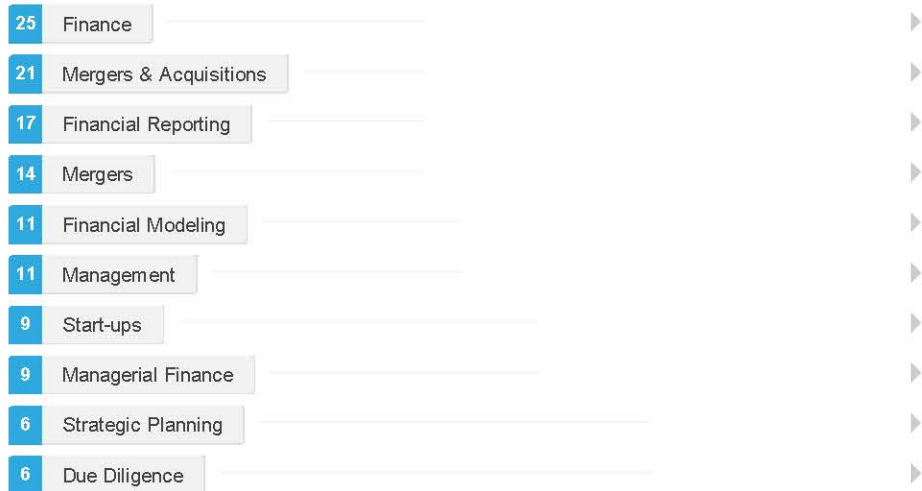 25 Finance
21 Mergers & Acquisitions
17 Financial Reporting
14 Mergers
11 Financial Modeling
11 Management
9 Start-ups
9 Managerial Finance
6 Strategic Planning
6 Due Diligence